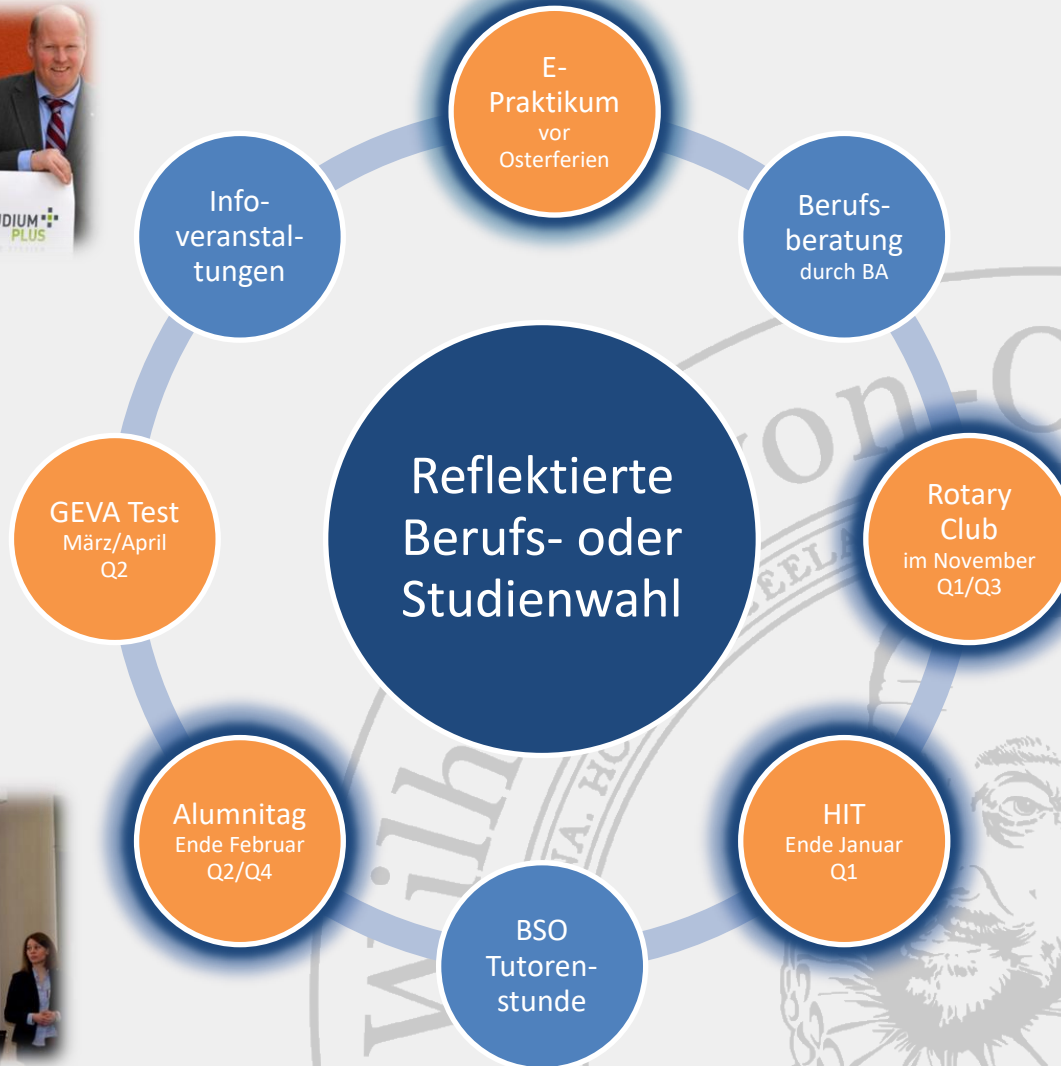 E-
Praktikum
vor
Osterferien
Info-
veranstal-
tungen
Berufs-
beratung
durch BA
PLUS
Reflektierte
Berufs- oder
Studienwahl
GEVA Test
März/April
Q2
Rotary
Club
im November
Q1/Q3
Alumnitag
Ende Februar
Q2/Q4
HIT
Ende Januar
Q1
BSO
Tutoren-
stunde